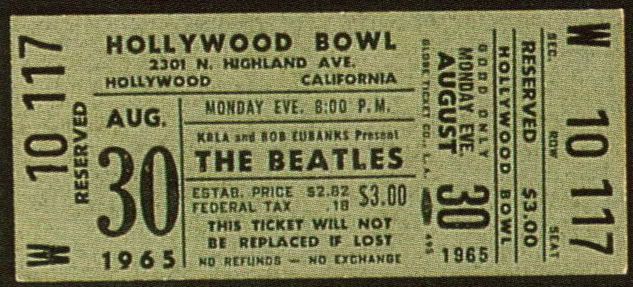 W 10 117
RESERVED
HOLLYWOOD BOWL
2301 N. HIGHLAND AVE.
HOLLYWOOD CALIFORNIA
AUG.
30
1965
MONDAY EVE. 8:00 P.M.
KRLA and BOB EUBANKS Present
THE BEATLES
ESTAB. PRICE $2.82
FEDERAL TAX .18
$3.00
THIS TICKET WILL NOT
BE REPLACED IF LOST
NO REFUNDS — NO EXCHANGE
GLOBE TICKET CO., L.A.
495
AUGUST
30
1965
MONDAY EVE.
GOOD ONLY
HOLLYWOOD BOWL
RESERVED $3.00
SEC. ROW SEAT
W 10 117